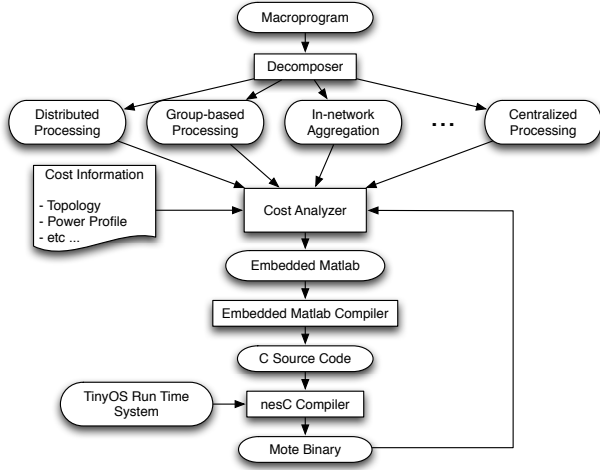 Macroprogram
Decomposer
Distributed
Processing
Group-based
Processing
In-network
Aggregation
...
Centralized
Processing
Cost Information
- Topology
- Power Profile
- etc ...
Cost Analyzer
Embedded Matlab
Embedded Matlab Compiler
C Source Code
TinyOS Run Time
System
nesC Compiler
Mote Binary